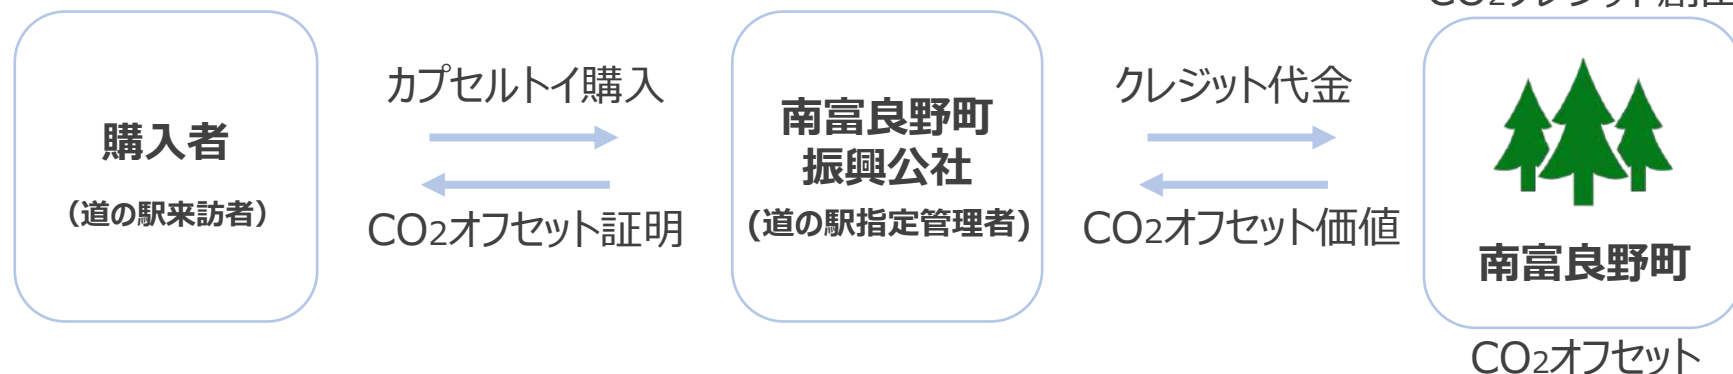 カプセルトイ購入
購入者
(道の駅来訪者)
CO2オフセット証明
南富良野町
振興公社
(道の駅指定管理者)
クレジット代金
CO2オフセット価値
南富良野町
CO2オフセット